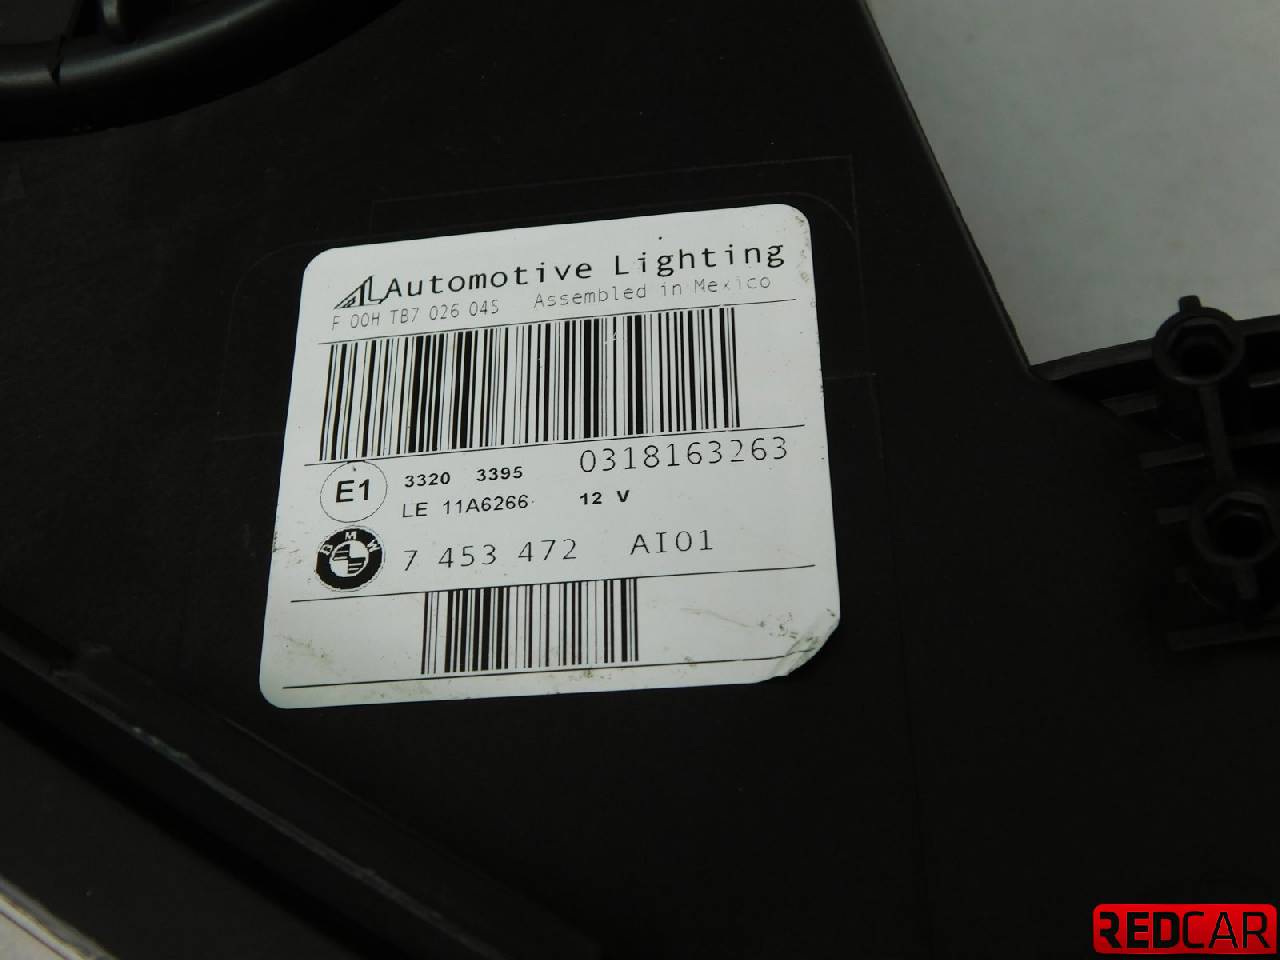 AL Automotive Lighting
F 00H TB7 026 045 Assembled in Mexico
E1 3320 3395 0318163263
LE 11A6266 12 V
BMW 7 453 472 AI01
REDCAR